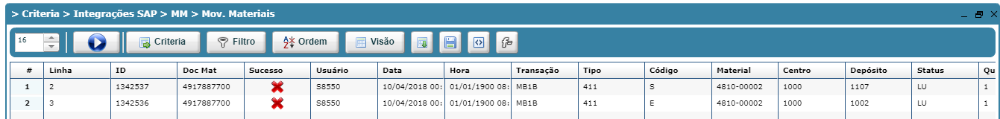 > Criteria > Integrações SAP > MM > Mov. Materiais
16 Criteria Filtro Ordem Visão
# Linha ID Doc Mat Sucesso Usuário Data Hora Transação Tipo Código Material Centro Depósito Status Qu
1 2 1342537 4917887700 S8550 10/04/2018 00: 01/01/1900 08: MB1B 411 S 4810-00002 1000 1107 LU 1
2 3 1342536 4917887700 S8550 10/04/2018 00: 01/01/1900 08: MB1B 411 E 4810-00002 1000 1002 LU 1